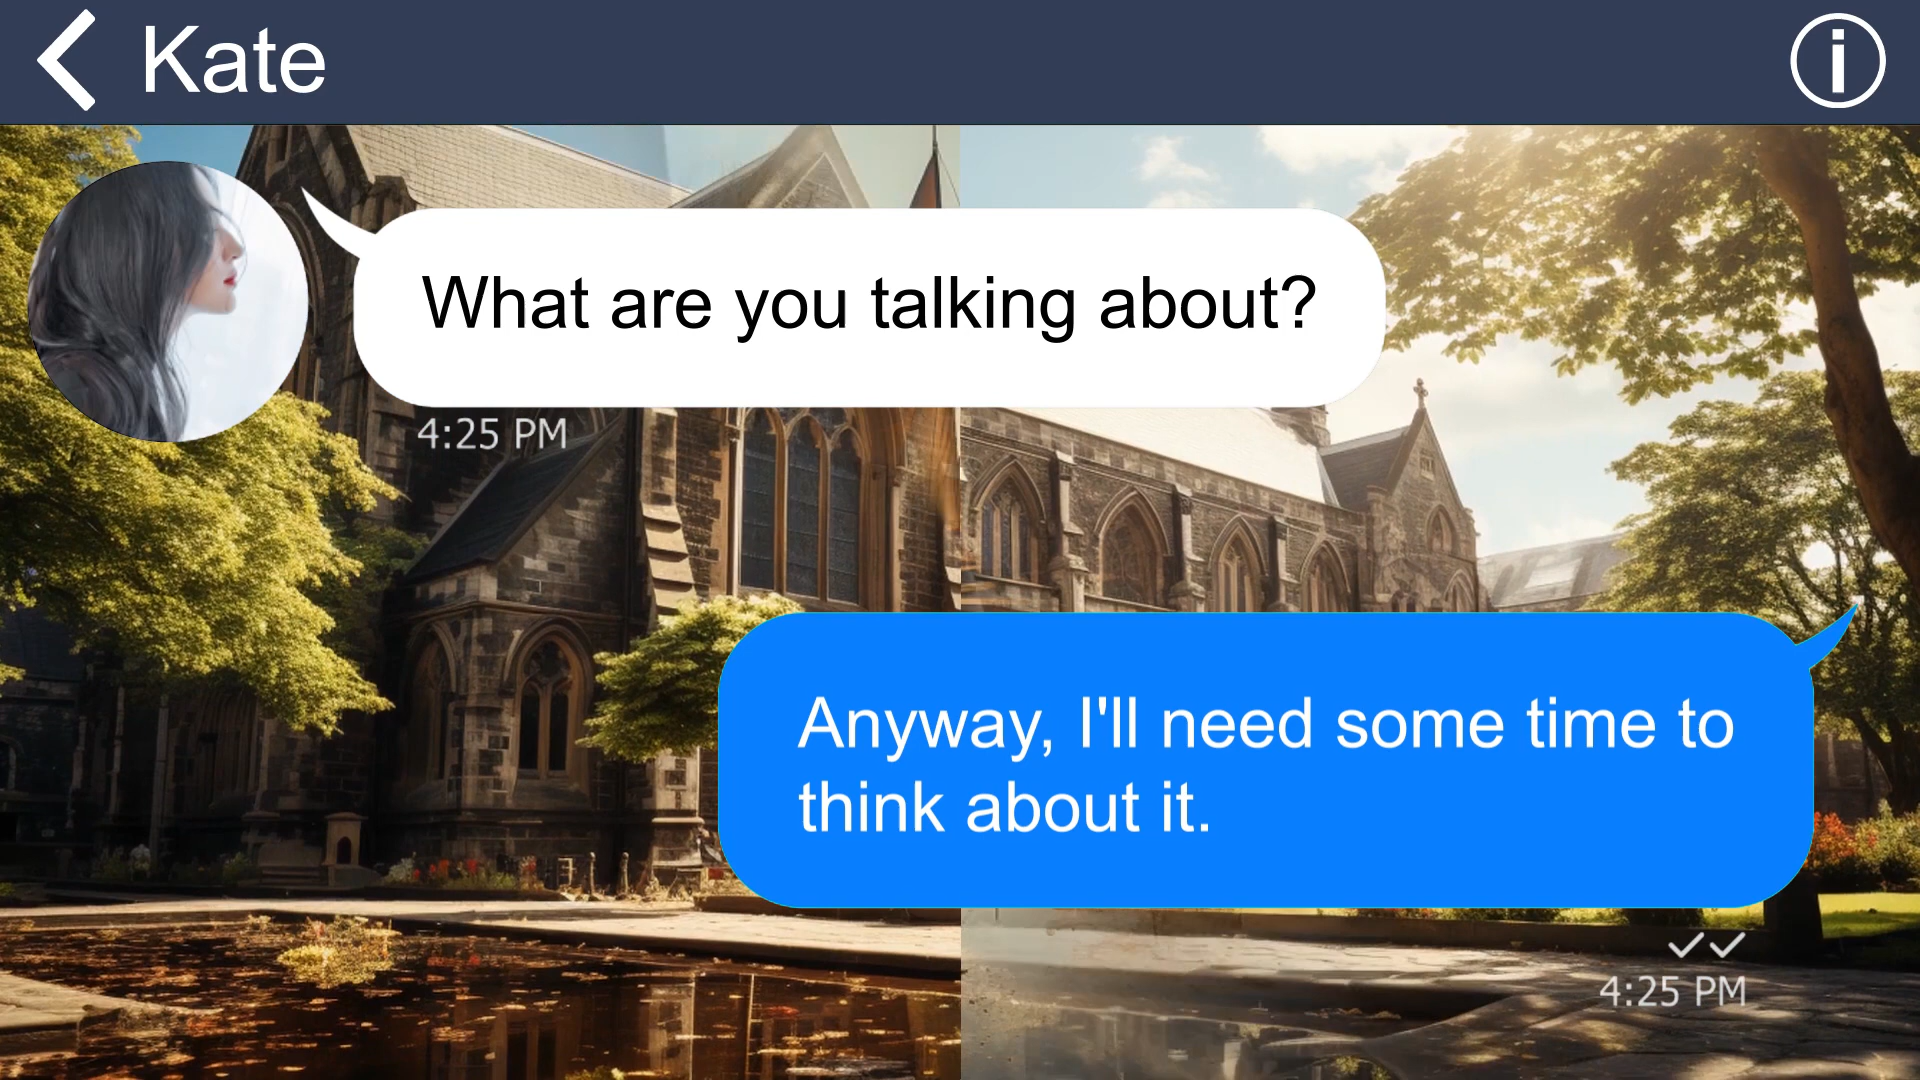 Kate
What are you talking about?
4:25 PM
Anyway, I'll need some time to
think about it.
4:25 PM